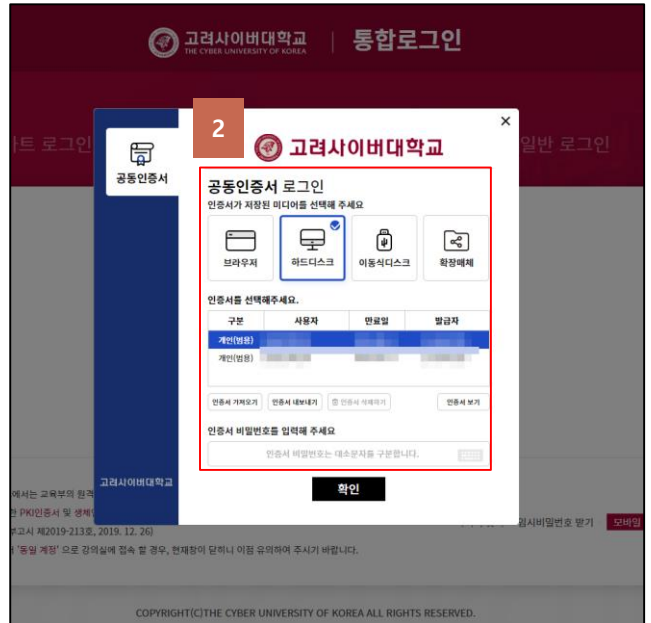 고려사이버대학교
THE CYBER UNIVERSITY OF KOREA
통합로그인
트 로그인
일반 로그인
2
×
공동인증서
고려사이버대학교
공동인증서 로그인
인증서가 저장된 미디어를 선택해 주세요
브라우저 하드디스크 이동식디스크 확장매체
인증서를 선택해주세요.
구분 사용자 만료일 발급자
개인(범용)
개인(범용)
인증서 가져오기 인증서 내보내기 인증서 삭제하기 인증서 보기
인증서 비밀번호를 입력해 주세요
인증서 비밀번호는 대소문자를 구분합니다.
확인
고려사이버대학교
에서는 교육부의 원격
한 PKI인증서 및 생체
부고시 제2019-213호, 2019. 12. 26)
'동일 계정' 으로 강의실에 접속 할 경우, 현재창이 닫히니 이점 유의하여 주시기 바랍니다.
임시비밀번호 받기
모바일
COPYRIGHT(C)THE CYBER UNIVERSITY OF KOREA ALL RIGHTS RESERVED.